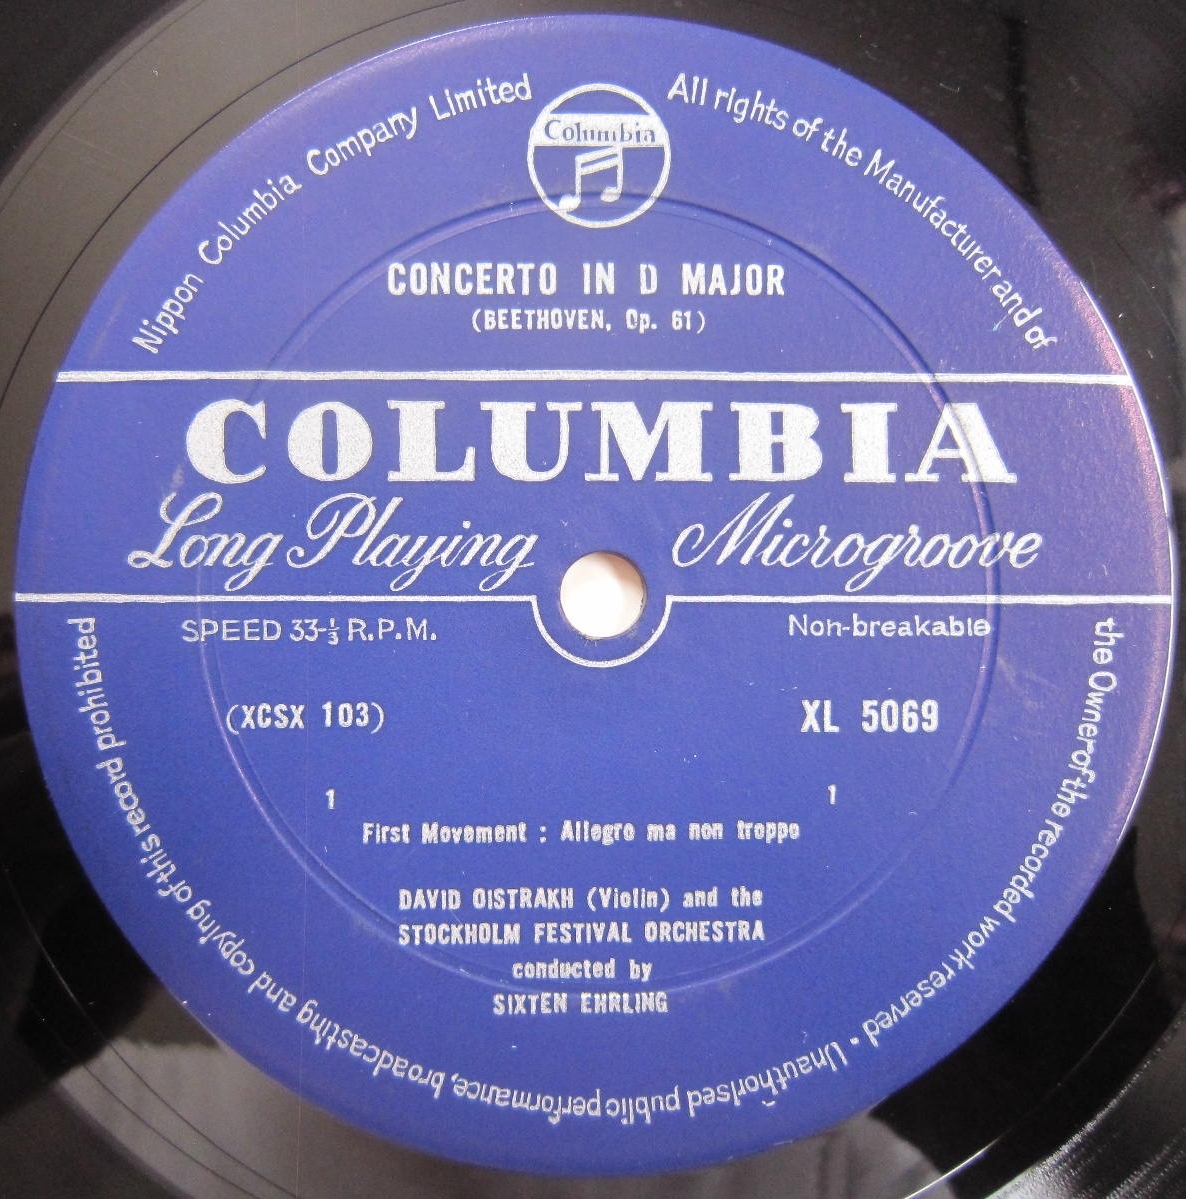 Nippon Columbia Company Limited
All rights of the Manufacturer and of
the Owner of the recorded work reserved • Unauthorised public performance, broadcasting and copying of this record prohibited
Columbia
CONCERTO IN D MAJOR
(BEETHOVEN, Op. 61)
COLUMBIA
Long Playing Microgroove
SPEED 33-⅓ R.P.M. Non-breakable
(XCSX 103) XL 5069
1 1
First Movement : Allegro ma non troppo
DAVID OISTRAKH (Violin) and the
STOCKHOLM FESTIVAL ORCHESTRA
conducted by
SIXTEN EHRLING